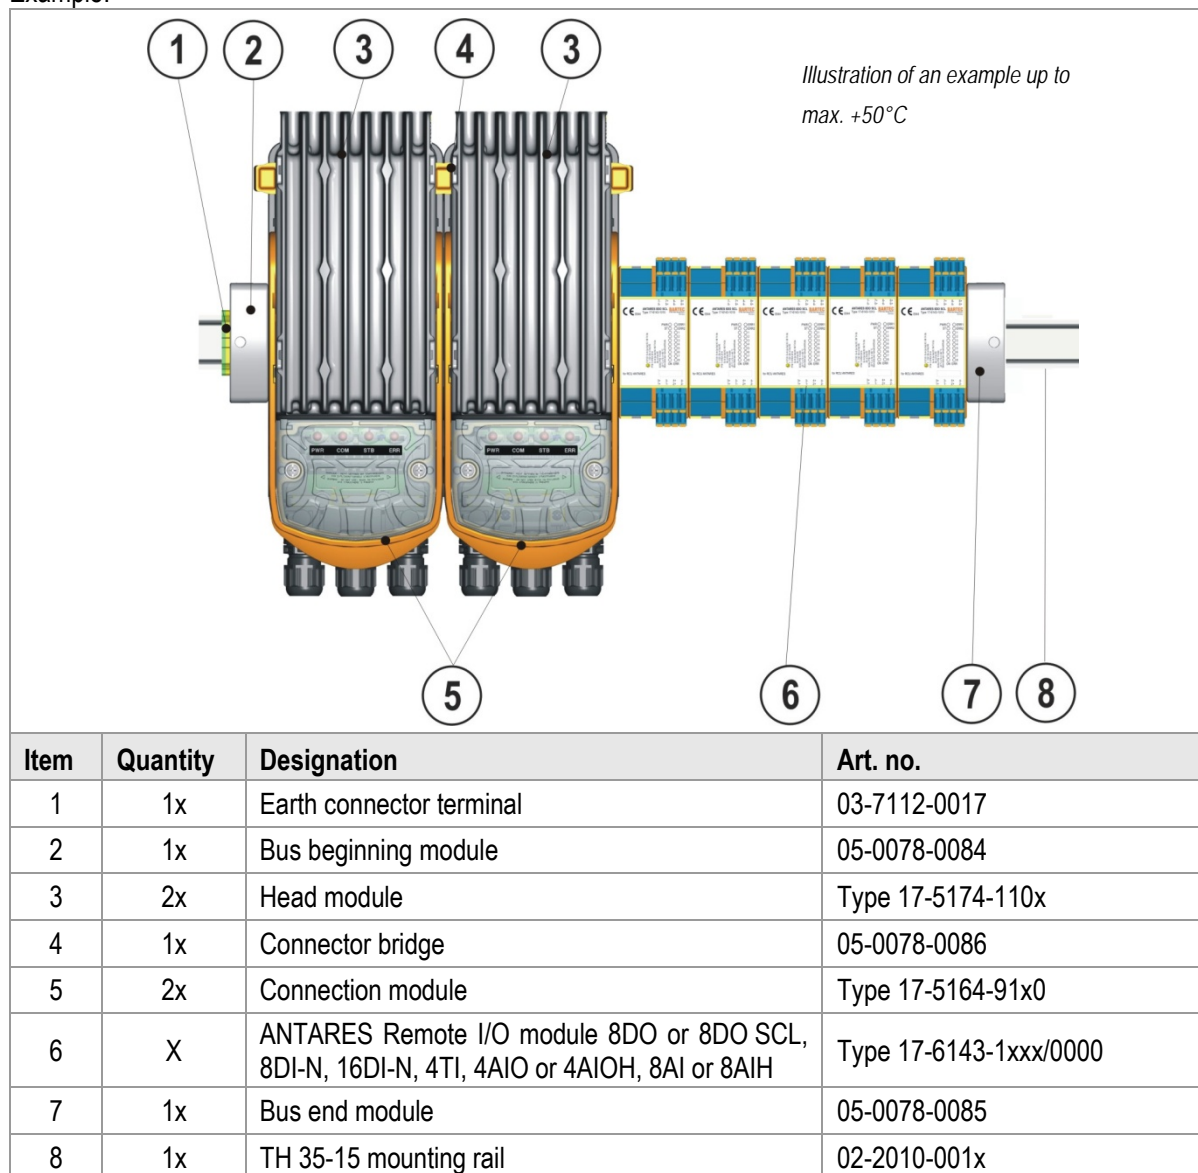 Example:
1 2 3 4 3
Illustration of an example up to
max. +50°C
PWR COM STB ERR
PWR COM STB ERR
5 6 7 8
Item Quantity Designation Art. no.
1 1x Earth connector terminal 03-7112-0017
2 1x Bus beginning module 05-0078-0084
3 2x Head module Type 17-5174-110x
4 1x Connector bridge 05-0078-0086
5 2x Connection module Type 17-5164-91x0
6 X ANTARES Remote I/O module 8DO or 8DO SCL,
8DI-N, 16DI-N, 4TI, 4AIO or 4AIOH, 8AI or 8AIH Type 17-6143-1xxx/0000
7 1x Bus end module 05-0078-0085
8 1x TH 35-15 mounting rail 02-2010-001x